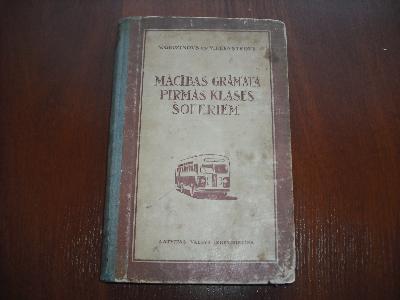 MĀCĪBAS GRĀMATA
PIRMĀS KLASES
ŠOFERIEM
LATVIJAS VALSTS IZDEVNIECĪBA